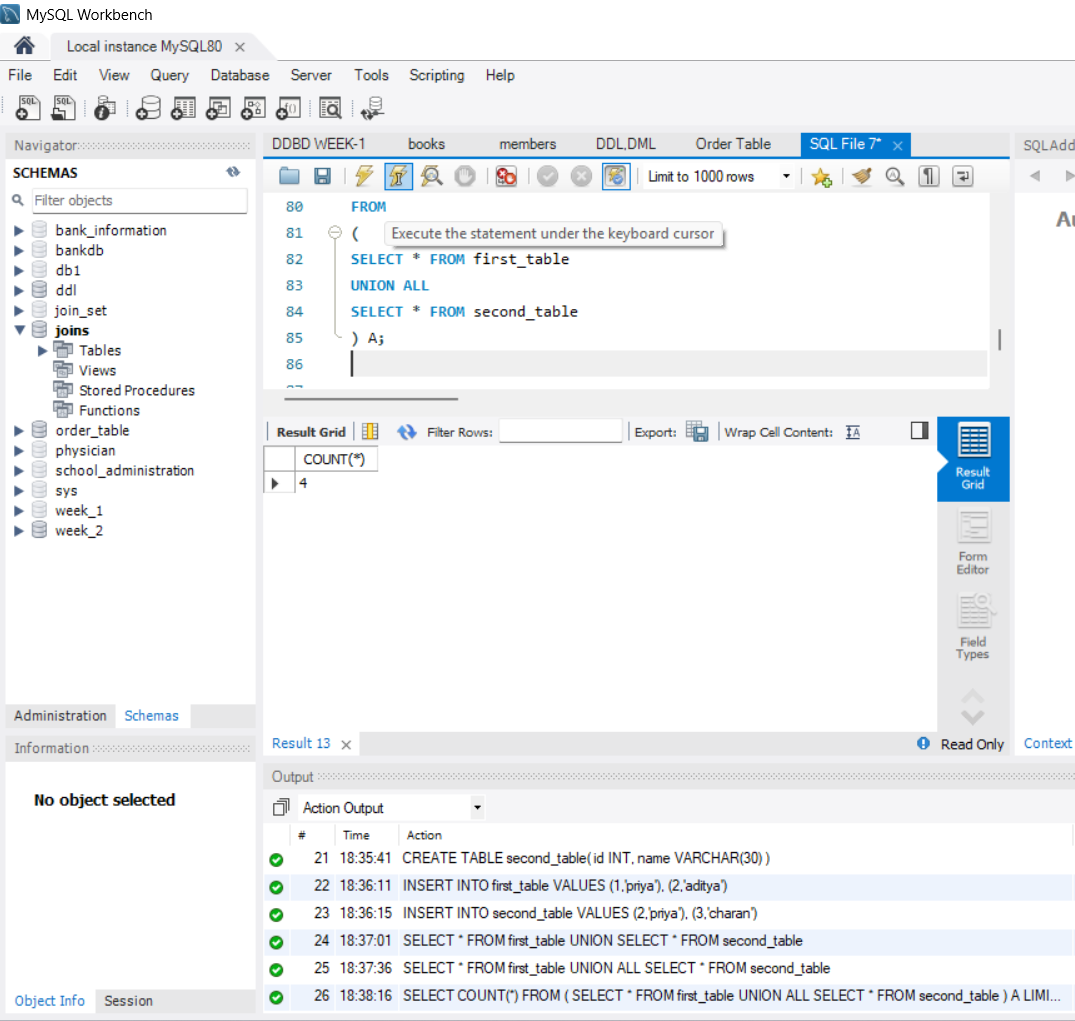 MySQL Workbench
Local instance MySQL80
File Edit View Query Database Server Tools Scripting Help
Navigator
SCHEMAS
Filter objects
bank_information
bankdb
db1
ddl
join_set
joins
Tables
Views
Stored Procedures
Functions
order_table
physician
school_administration
sys
week_1
week_2
Administration Schemas
Information
No object selected
Object Info Session
DDBD WEEK-1 books members DDL,DML Order Table SQL File 7*
Limit to 1000 rows
80 FROM
81 (
Execute the statement under the keyboard cursor
82 SELECT * FROM first_table
83 UNION ALL
84 SELECT * FROM second_table
85 ) A;
86
Result Grid Filter Rows: Export: Wrap Cell Content:
COUNT(*)
4
Result Grid
Form Editor
Field Types
Result 13
Read Only
Context
Output
Action Output
# Time Action
21 18:35:41 CREATE TABLE second_table( id INT, name VARCHAR(30) )
22 18:36:11 INSERT INTO first_table VALUES (1,'priya'), (2,'aditya')
23 18:36:15 INSERT INTO second_table VALUES (2,'priya'), (3,'charan')
24 18:37:01 SELECT * FROM first_table UNION SELECT * FROM second_table
25 18:37:36 SELECT * FROM first_table UNION ALL SELECT * FROM second_table
26 18:38:16 SELECT COUNT(*) FROM ( SELECT * FROM first_table UNION ALL SELECT * FROM second_table ) A LIMI...
SQLAdd
Au